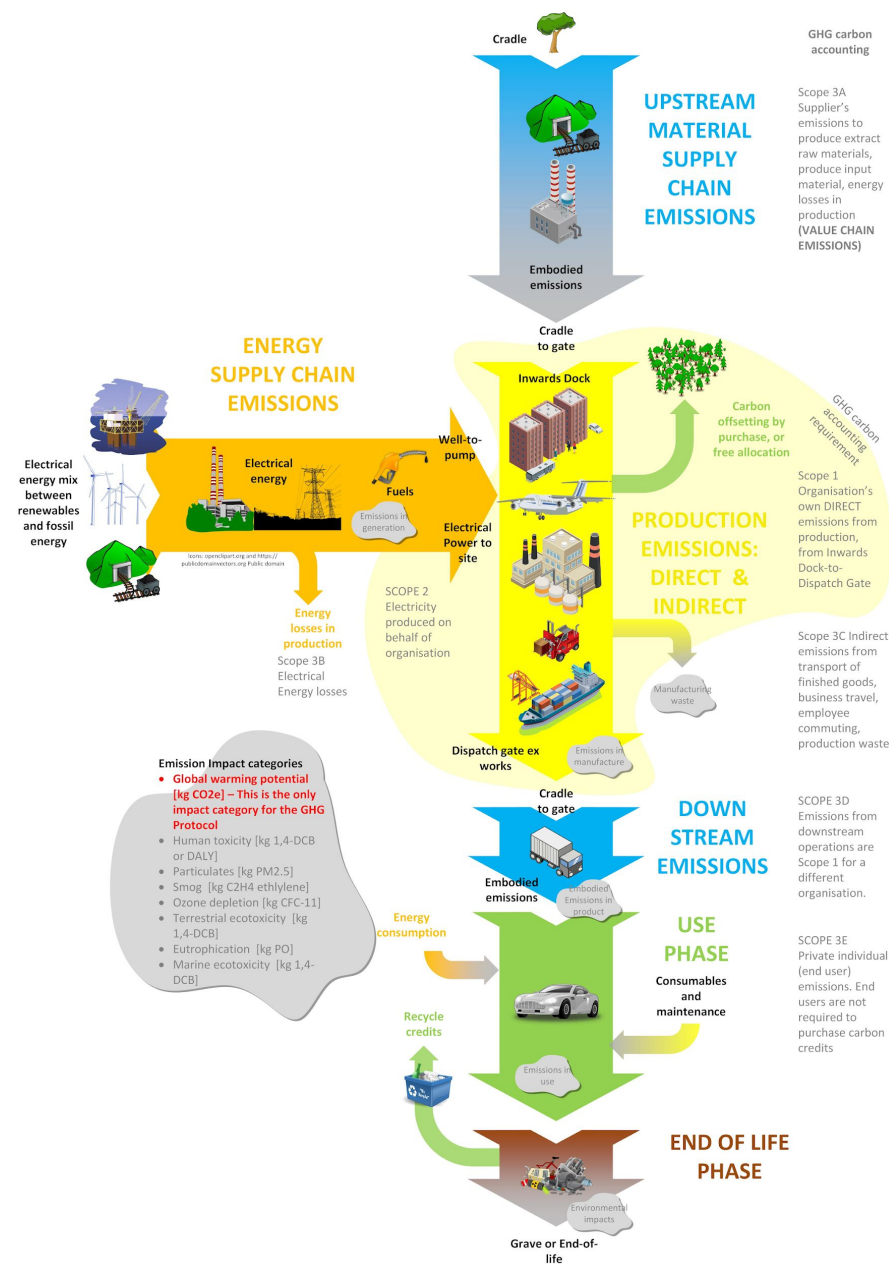 Cradle
GHG carbon
accounting
UPSTREAM
MATERIAL
SUPPLY
CHAIN
EMISSIONS
Scope 3A
Supplier's
emissions to
produce extract
raw materials,
produce input
material, energy
losses in
production
(VALUE CHAIN
EMISSIONS)
Embodied
emissions
Cradle
to gate
ENERGY
SUPPLY CHAIN
EMISSIONS
Inwards Dock
Carbon
offsetting by
purchase, or
free allocation
GHG carbon
accounting
requirement
Electrical
energy mix
between
renewables
and fossil
energy
Electrical
energy
Fuels
Emissions in
generation
Well-to-
pump
Electrical
Power to
site
Icons: openclipart.org and https://
publicdomainvectors.org Public domain
Energy
losses in
production
Scope 3B
Electrical
Energy losses
SCOPE 2
Electricity
produced on
behalf of
organisation
PRODUCTION
EMISSIONS:
DIRECT &
INDIRECT
Scope 1
Organisation's
own DIRECT
emissions from
production,
from Inwards
Dock-to-
Dispatch Gate
Manufacturing
waste
Scope 3C Indirect
emissions from
transport of
finished goods,
business travel,
employee
commuting,
production waste
Dispatch gate ex
works
Emissions in
manufacture
Emission Impact categories
• Global warming potential
[kg CO2e] – This is the only
impact category for the GHG
Protocol
• Human toxicity [kg 1,4-DCB
or DALY]
• Particulates [kg PM2.5]
• Smog [kg C2H4 ethlylene]
• Ozone depletion [kg CFC-11]
• Terrestrial ecotoxicity [kg
1,4-DCB]
• Eutrophication [kg PO]
• Marine ecotoxicity [kg 1,4-
DCB]
Cradle
to gate
DOWN
STREAM
EMISSIONS
SCOPE 3D
Emissions from
downstream
operations are
Scope 1 for a
different
organisation.
Embodied
emissions
Embodied
Emissions in
product
Energy
consumption
USE
PHASE
Consumables
and
maintenance
SCOPE 3E
Private individual
(end user)
emissions. End
users are not
required to
purchase carbon
credits
Recycle
credits
Emissions in
use
END OF LIFE
PHASE
Environmental
impacts
Grave or End-of-
life